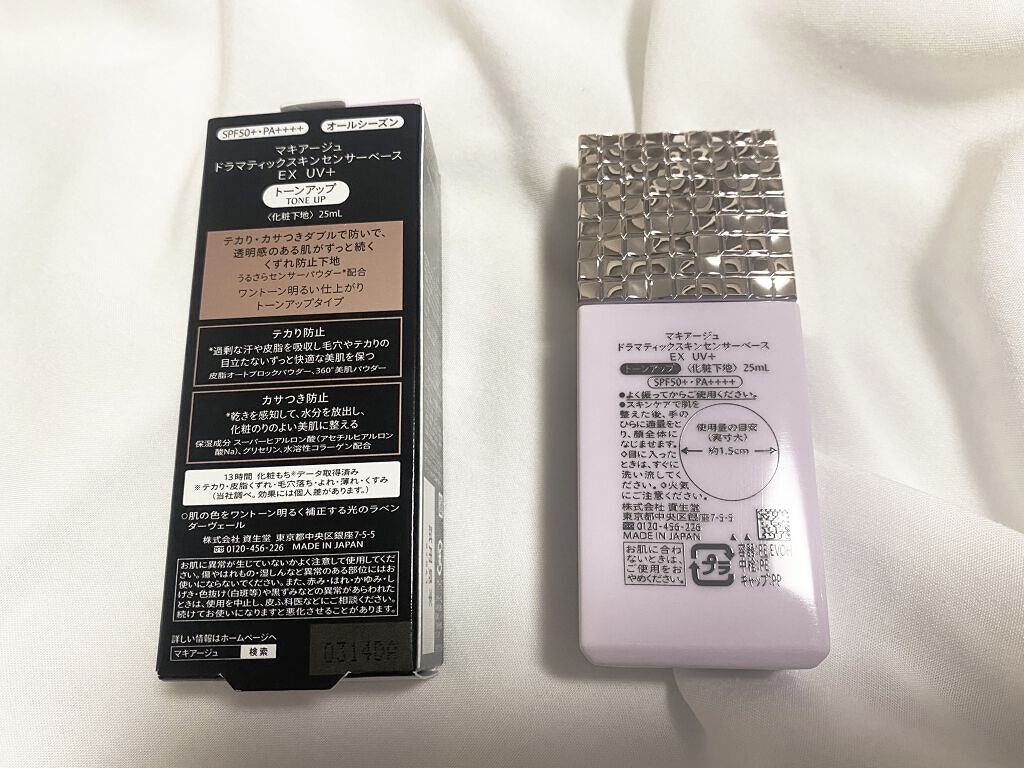 SPF50+・PA++++
オールシーズン
マキアージュ
ドラマティックスキンセンサーベース
EX UV+
トーンアップ
TONE UP
〈化粧下地〉25mL
テカり・カサつきダブルで防いで、
透明感のある肌がずっと続く
くずれ防止下地
うるさらセンサーパウダー*配合
ワントーン明るい仕上がり
トーンアップタイプ
テカり防止
*過剰な汗や皮脂を吸収し毛穴やテカりの
目立たないずっと快適な美肌を保つ
皮脂オートブロックパウダー、360°美肌パウダー
カサつき防止
*乾きを感知して、水分を放出し、
化粧のりのよい美肌に整える
保湿成分 スーパーヒアルロン酸(アセチルヒアルロン
酸Na)、グリセリン、水溶性コラーゲン配合
13時間 化粧もち※データ取得済み
※テカり・皮脂くずれ・毛穴落ち・よれ・薄れ・くすみ
(当社調べ。効果には個人差があります。)
○肌の色をワントーン明るく補正する光のラベン
ダーヴェール
株式会社 資生堂 東京都中央区銀座7-5-5
0120-456-226 MADE IN JAPAN
お肌に異常が生じていないかよく注意して使用してくだ
さい。傷やはれもの・湿しんなど異常のある部位にはお
使いにならないでください。また、赤み・はれ・かゆみ・し
げき・色抜け(白斑等)や黒ずみなどの異常があらわれた
ときは、使用を中止し、皮ふ科医などにご相談ください。
続けてお使いになりますと悪化させることがあります。
詳しい情報はホームページへ
マキアージュ 検索
0314DA
マキアージュ
ドラマティックスキンセンサーベース
EX UV+
トーンアップ 〈化粧下地〉25mL
SPF50+・PA++++
●よく振ってからご使用ください。
●スキンケアで肌を
整えた後、手の
ひらに適量をと
り、顔全体に
なじませます。
◇目に入った
ときは、すぐに
洗い流してく
ださい。◇火気
にご注意ください。
使用量の目安
(実寸大)
約1.5cm
株式会社 資生堂
東京都中央区銀座7-5-5
0120-456-226
MADE IN JAPAN
お肌に合わ
ないときは、
ご使用をお
やめください。
プラ
容器:PE,EVOH
中栓:PE
キャップ:PP